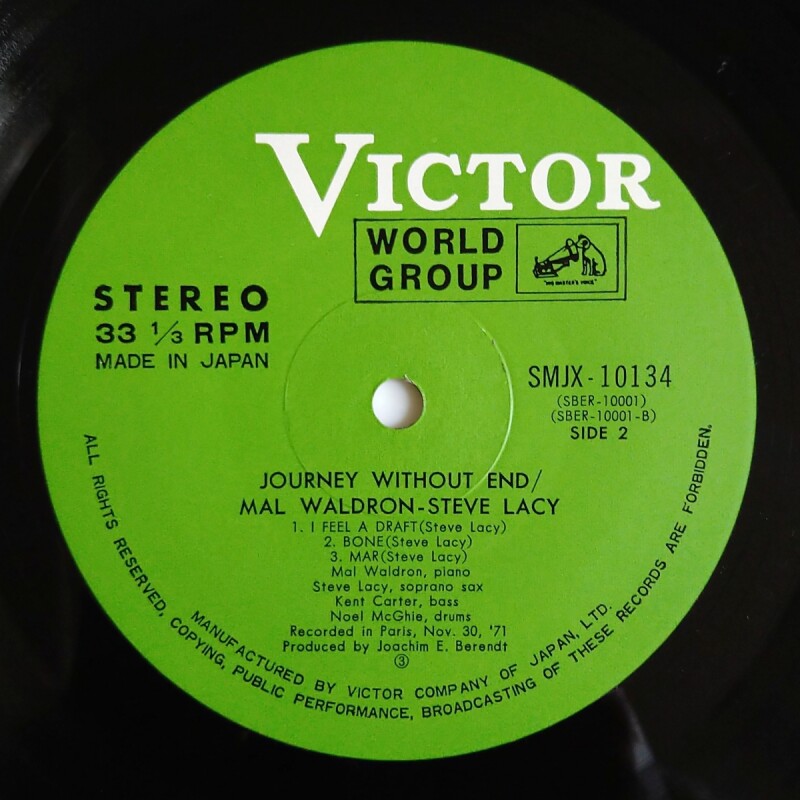 VICTOR
WORLD
GROUP
"HIS MASTER'S VOICE"
STEREO
33 1/3 RPM
MADE IN JAPAN
SMJX-10134
(SBER-10001)
(SBER-10001-B)
SIDE 2
JOURNEY WITHOUT END/
MAL WALDRON-STEVE LACY
1. I FEEL A DRAFT(Steve Lacy)
2. BONE(Steve Lacy)
3. MAR(Steve Lacy)
Mal Waldron, piano
Steve Lacy, soprano sax
Kent Carter, bass
Noel McGhie, drums
Recorded in Paris, Nov. 30, '71
Produced by Joachim E. Berendt
③
MANUFACTURED BY VICTOR COMPANY OF JAPAN, LTD.
ALL RIGHTS RESERVED, COPYING, PUBLIC PERFORMANCE, BROADCASTING OF THESE RECORDS ARE FORBIDDEN.